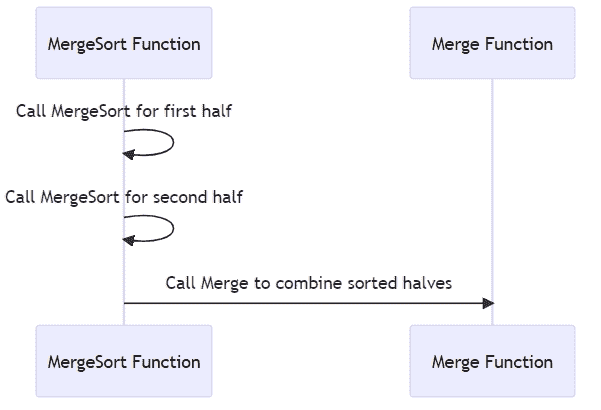 MergeSort Function
Merge Function
Call MergeSort for first half
Call MergeSort for second half
Call Merge to combine sorted halves
MergeSort Function
Merge Function